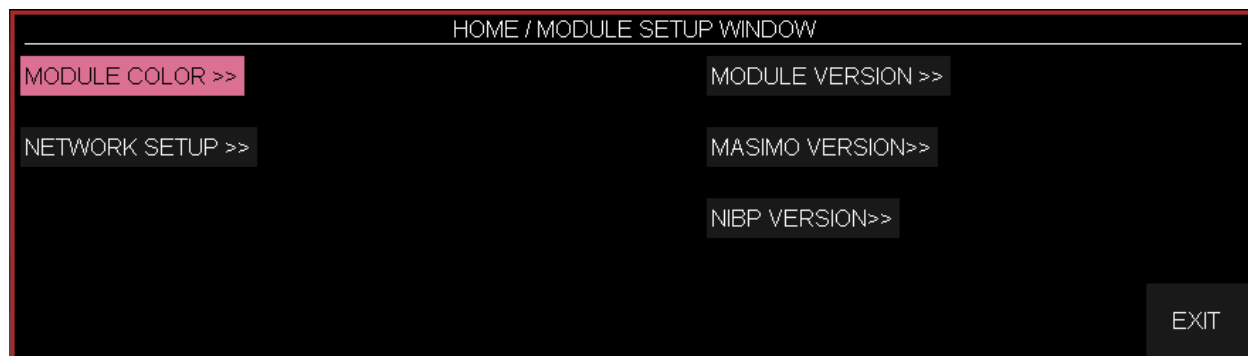 HOME / MODULE SETUP WINDOW
MODULE COLOR >>
MODULE VERSION >>
NETWORK SETUP >>
MASIMO VERSION>>
NIBP VERSION>>
EXIT